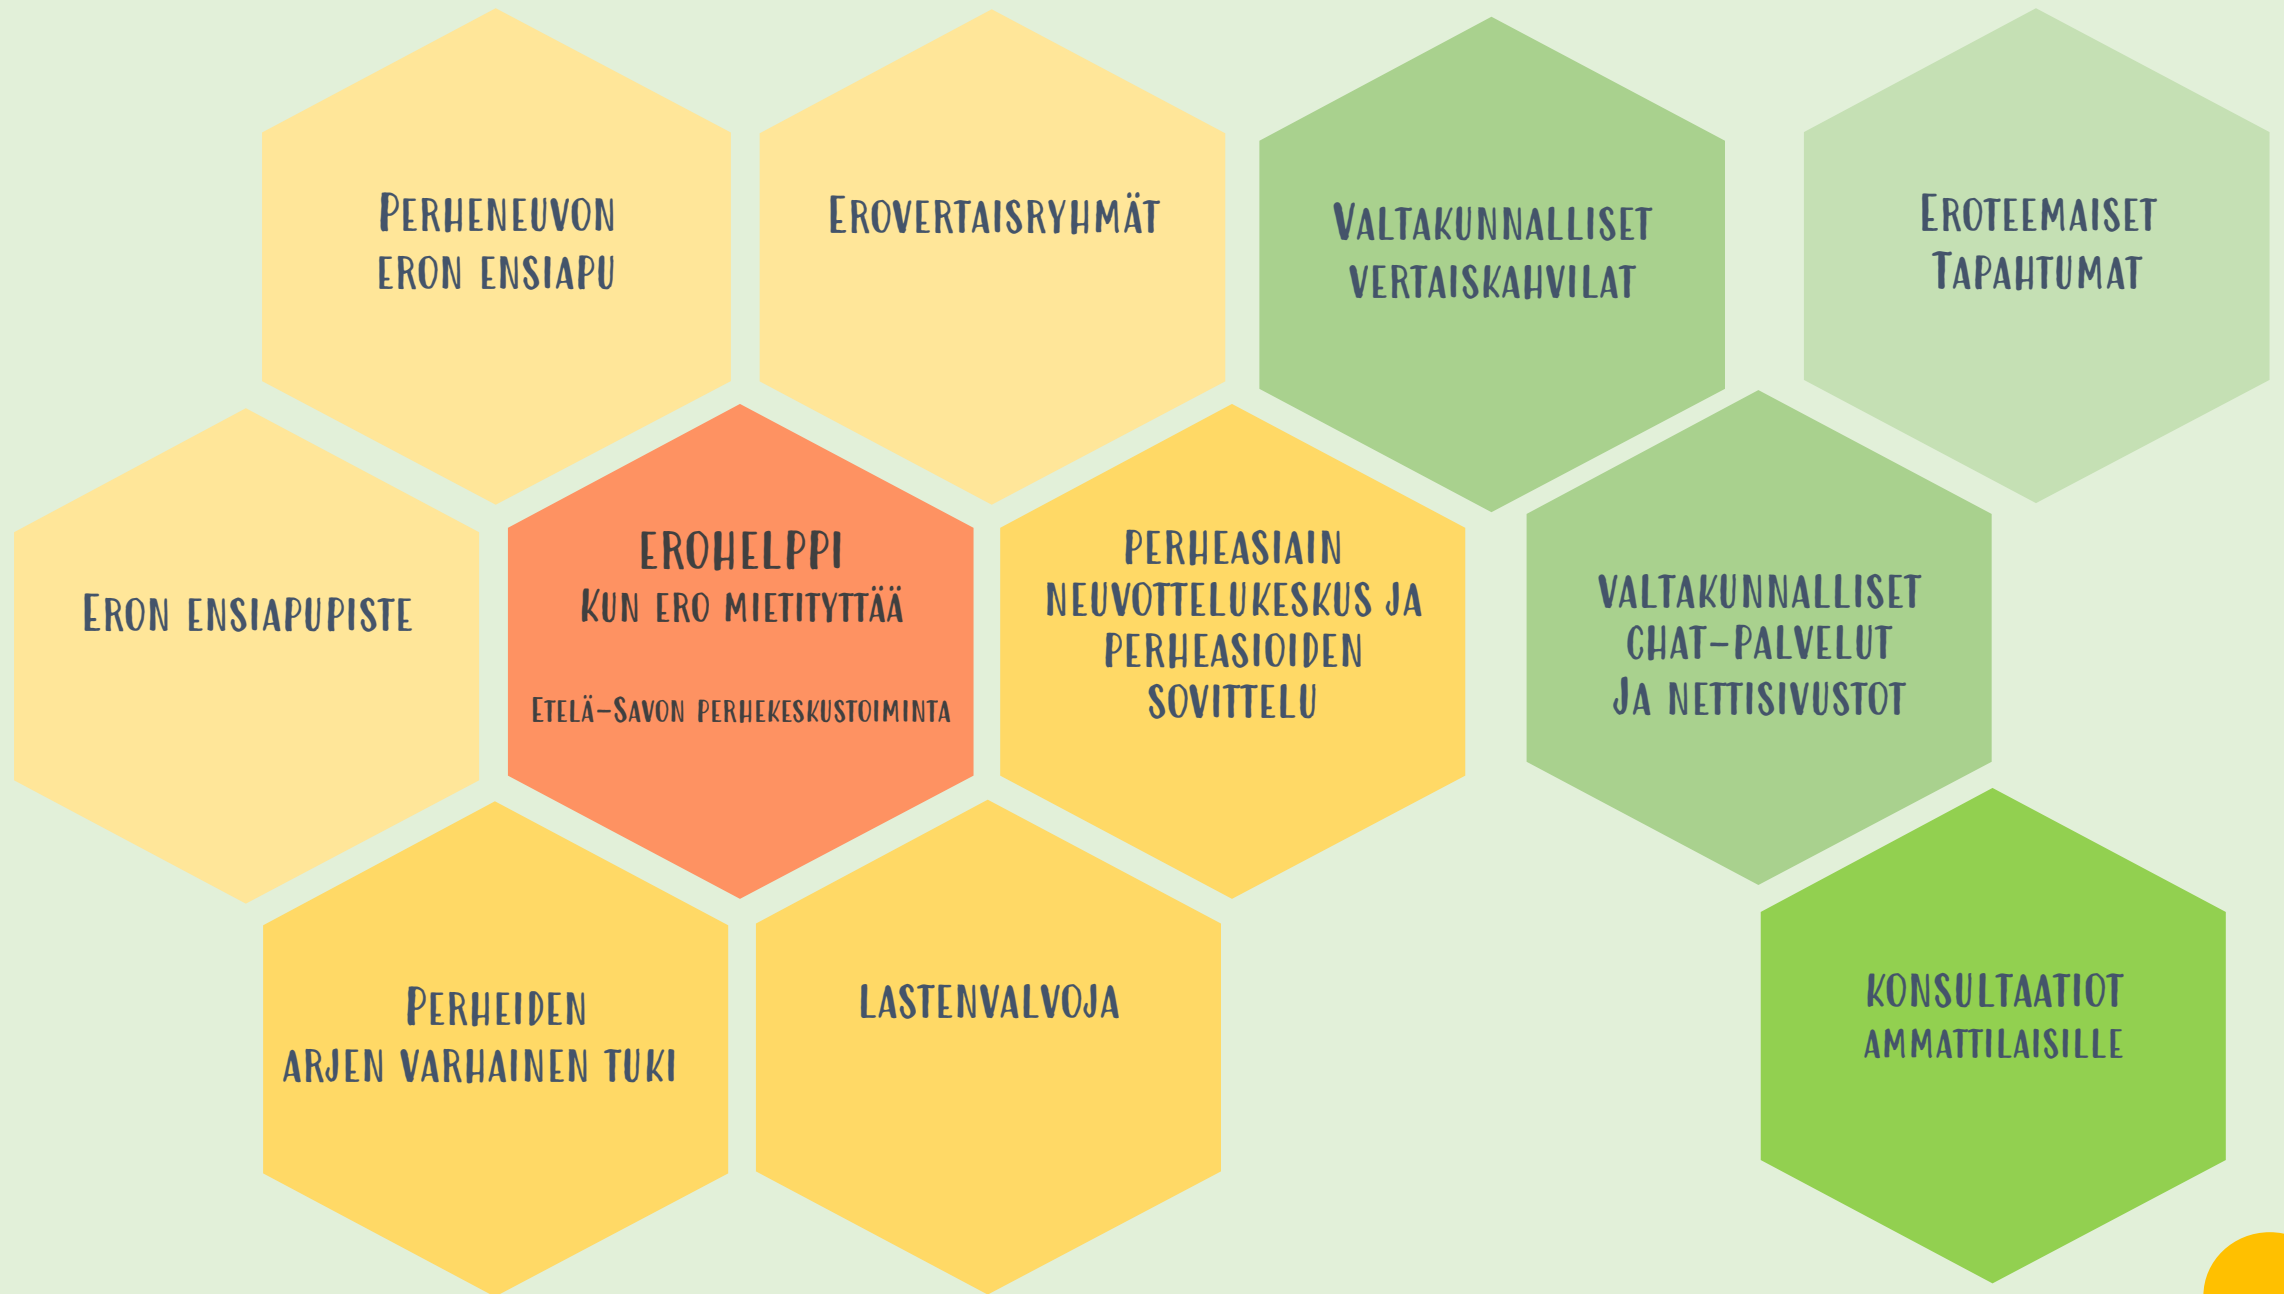 Perheneuvon
eron ensiapu
Erovertaisryhmät
Valtakunnalliset
vertaiskahvilat
Eroteemaiset
Tapahtumat
Eron ensiapupiste
EROHELPPI
Kun ero mietityttää
Etelä-Savon perhekeskustoiminta
perheasiain
neuvottelukeskus ja
perheasioiden
sovittelu
valtakunnalliset
chat-palvelut
Ja nettisivustot
Perheiden
arjen varhainen tuki
lastenvalvoja
konsultaatiot
ammattilaisille